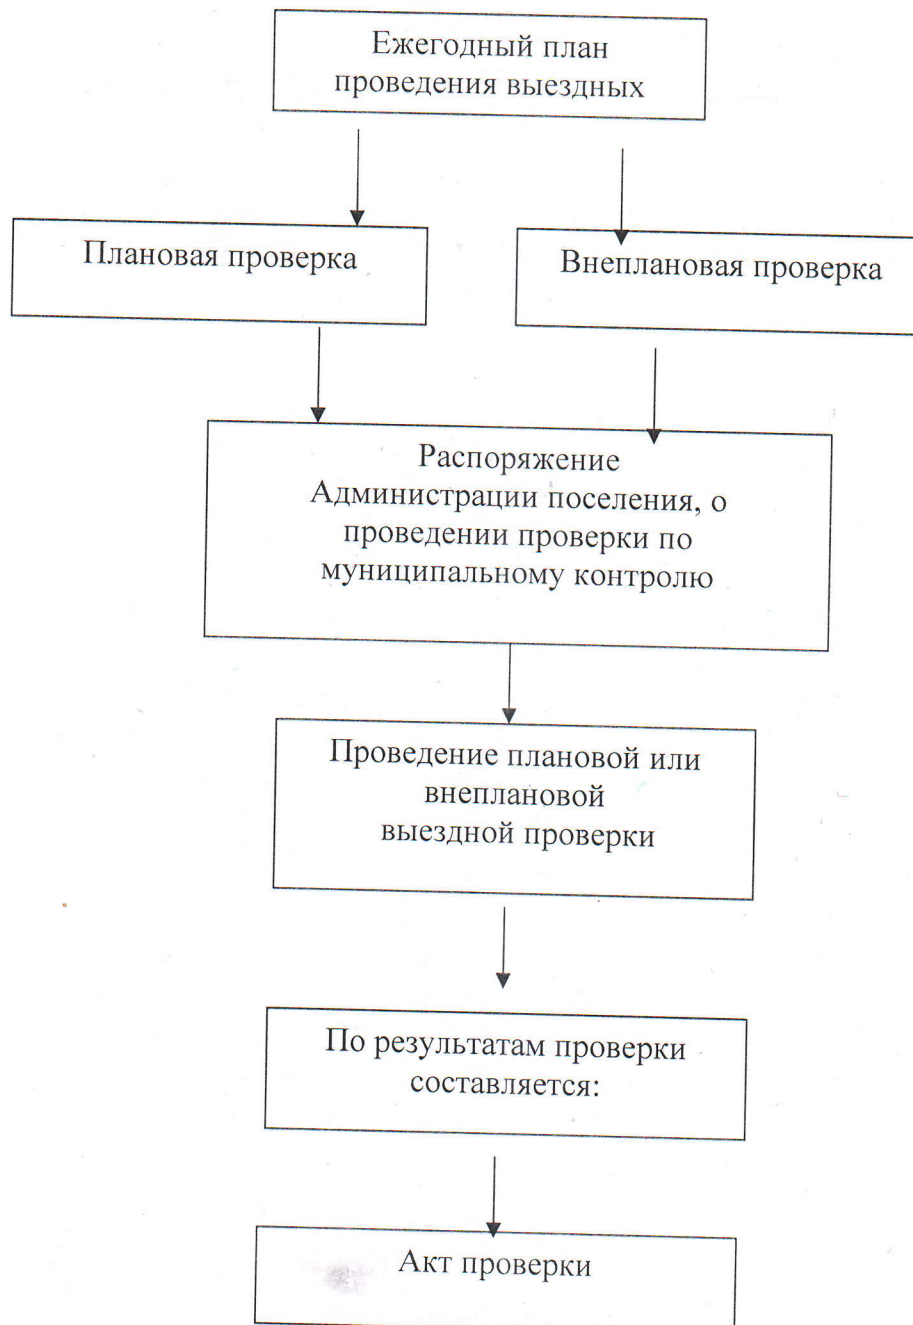 Ежегодный план
проведения выездных
Плановая проверка
Внеплановая проверка
Распоряжение
Администрации поселения, о
проведении проверки по
муниципальному контролю
Проведение плановой или
внеплановой
выездной проверки
По результатам проверки
составляется:
Акт проверки